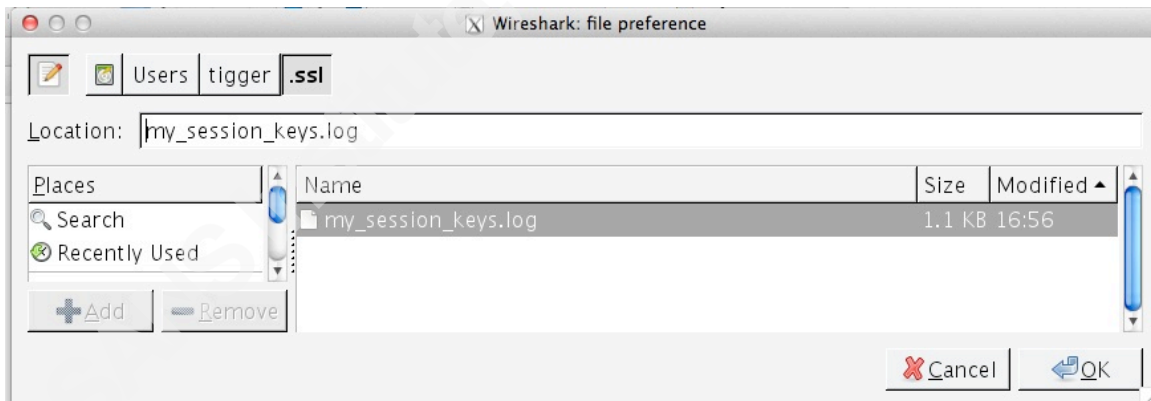 Wireshark: file preference
Users tigger .ssl
Location: my_session_keys.log
Places Name Size Modified
Search my_session_keys.log 1.1 KB 16:56
Recently Used
Add Remove
Cancel OK